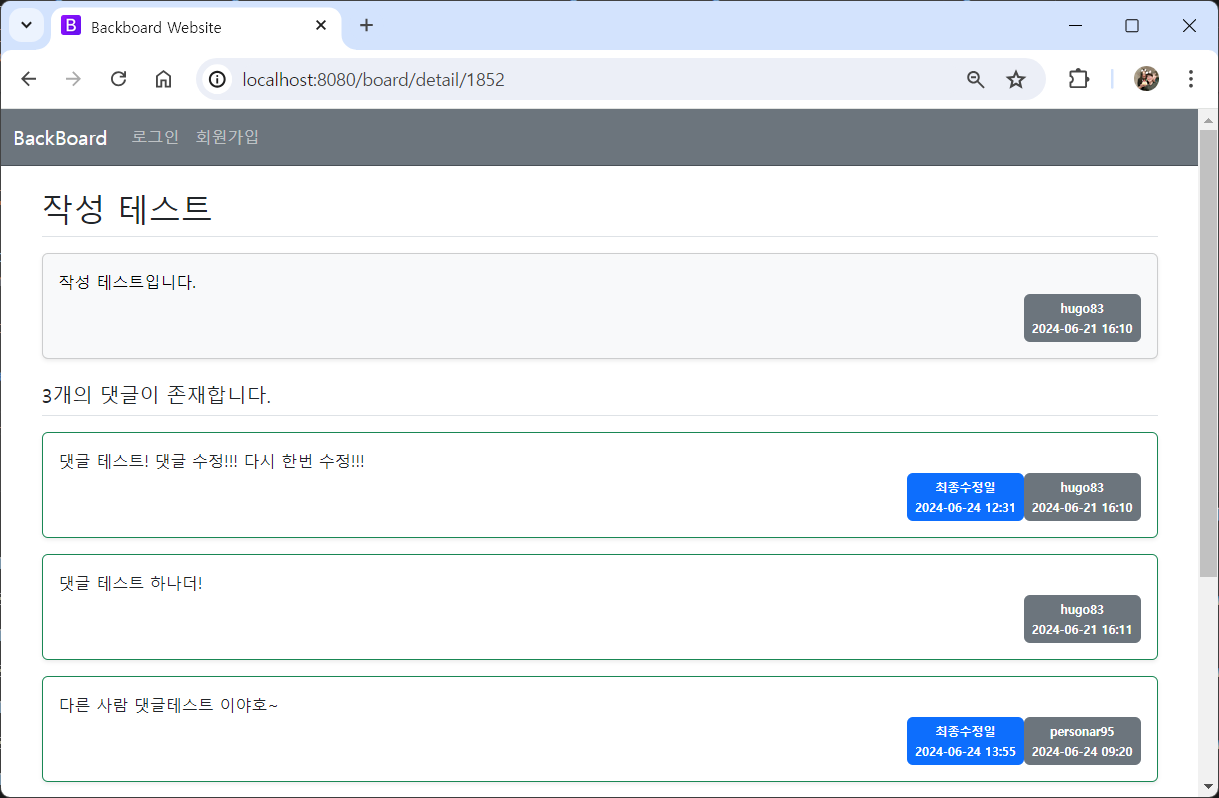 B Backboard Website
localhost:8080/board/detail/1852
BackBoard 로그인 회원가입
작성 테스트
작성 테스트입니다.
hugo83
2024-06-21 16:10
3개의 댓글이 존재합니다.
댓글 테스트! 댓글 수정!!! 다시 한번 수정!!!
최종수정일
2024-06-24 12:31
hugo83
2024-06-21 16:10
댓글 테스트 하나더!
hugo83
2024-06-21 16:11
다른 사람 댓글테스트 이야호~
최종수정일
2024-06-24 13:55
personar95
2024-06-24 09:20